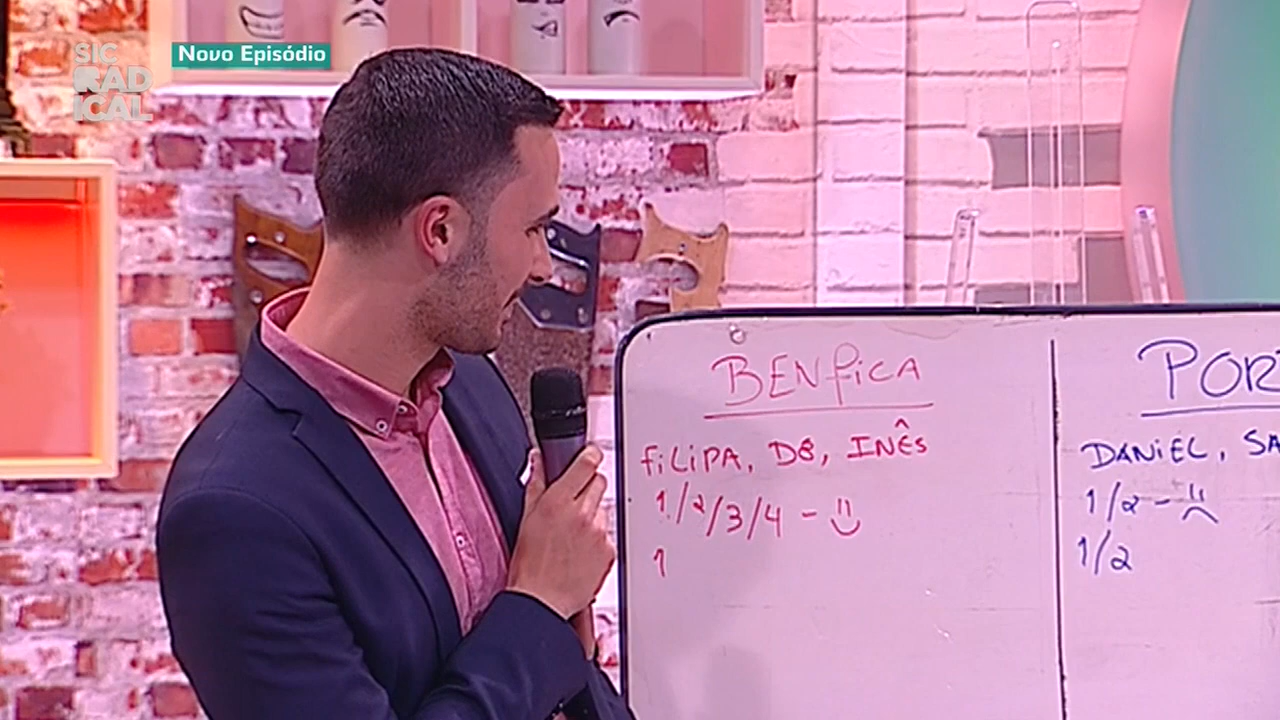 SIC
RADICAL
Novo Episódio
BENFICA
FILIPA, DB, INÊS
1/2/3/4 -
1
POR
DANIEL, SA
1/2 -
1/2